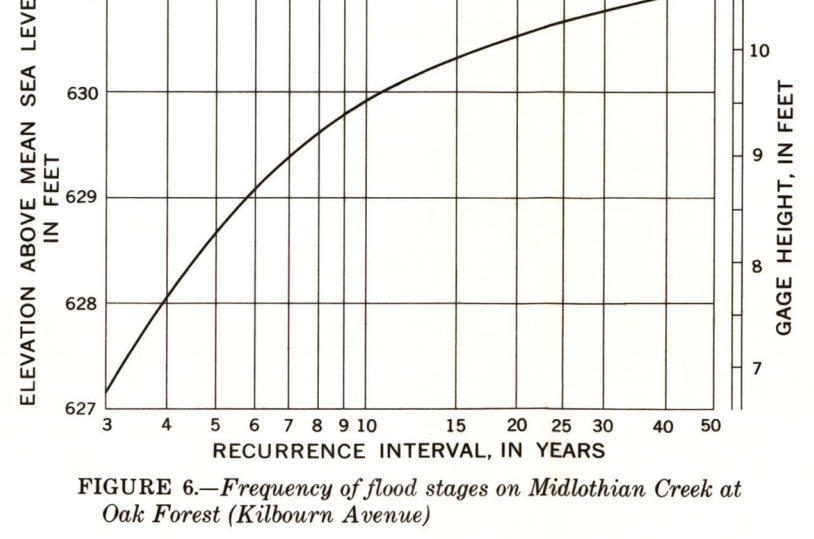 ELEVATION ABOVE MEAN SEA LEVE
IN FEET
630
629
628
627
3 4 5 6 7 8 9 10 15 20 25 30 40 50
RECURRENCE INTERVAL, IN YEARS
10
9
8
7
GAGE HEIGHT, IN FEET
FIGURE 6.—Frequency of flood stages on Midlothian Creek at
Oak Forest (Kilbourn Avenue)